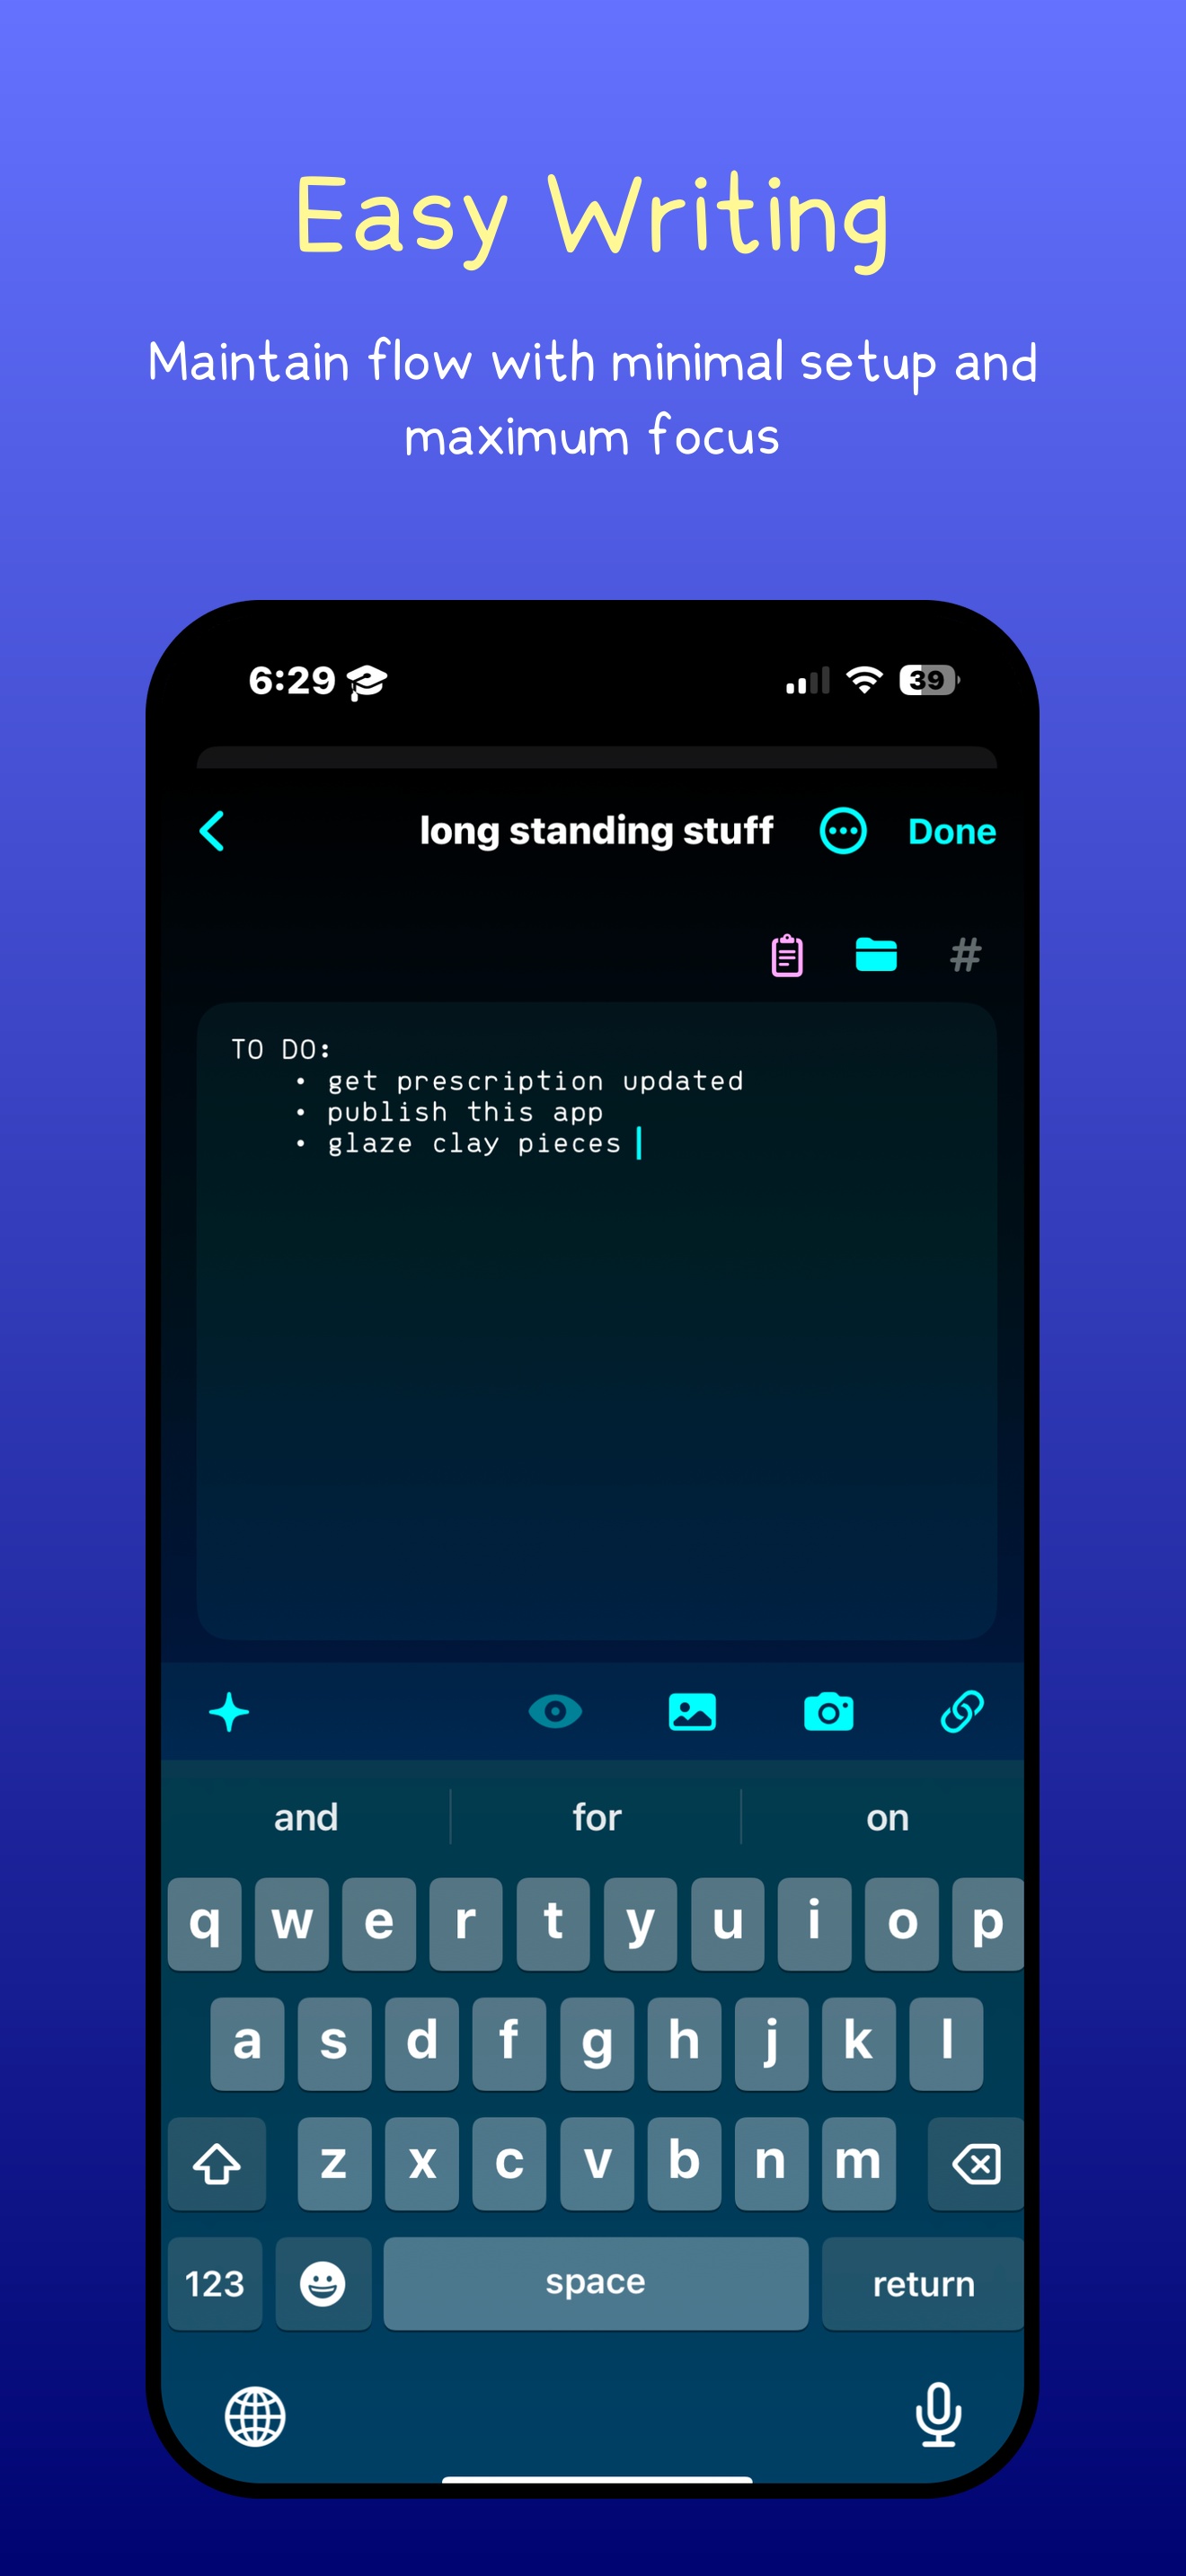 Easy Writing
Maintain flow with minimal setup and
maximum focus
6:29
39
long standing stuff
Done
#
TO DO:
• get prescription updated
• publish this app
• glaze clay pieces
and for on
q w e r t y u i o p
a s d f g h j k l
z x c v b n m
123 space return